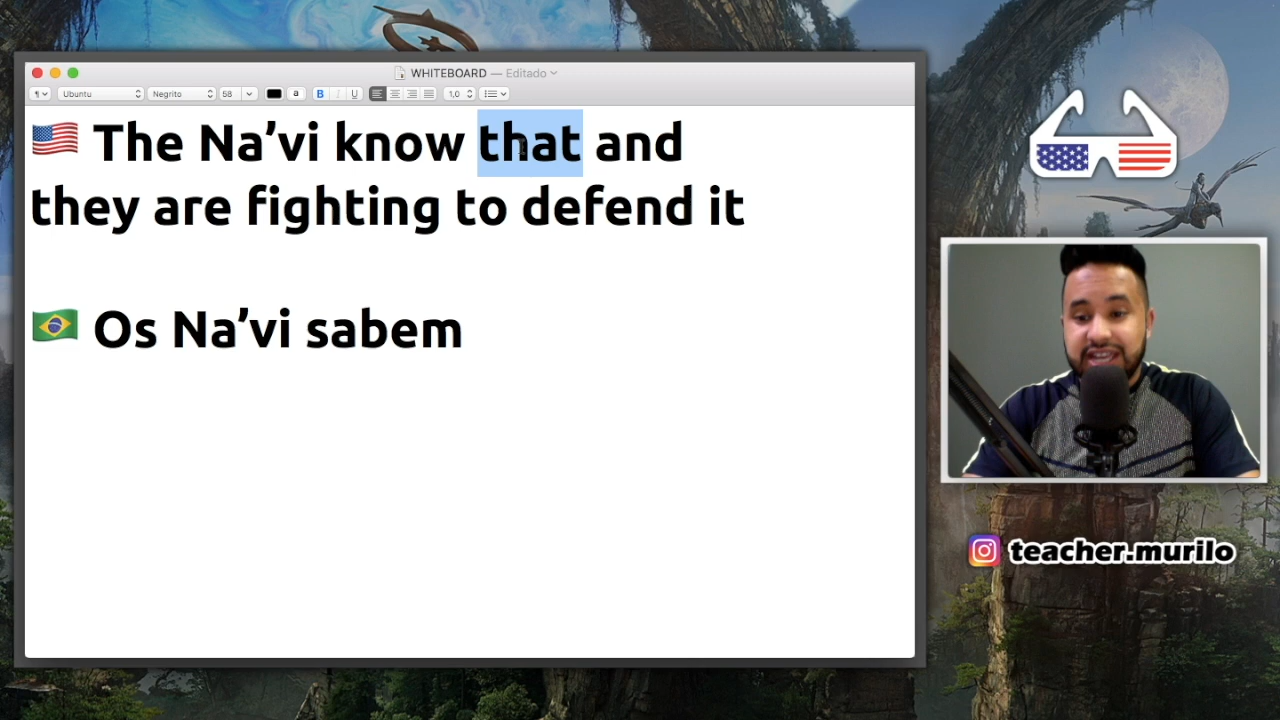 WHITEBOARD — Editado
¶ Ubuntu Negrito 58 a B I U 1,0
🇺🇸 The Na’vi know that and
they are fighting to defend it
🇧🇷 Os Na’vi sabem
teacher.murilo